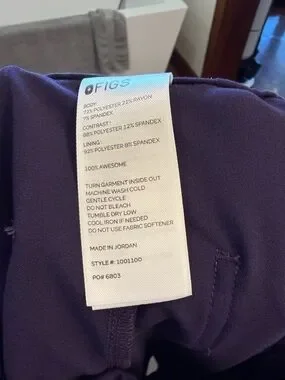 FIGS
BODY:
72% POLYESTER 21% RAYON
7% SPANDEX
CONTRAST:
88% POLYESTER 12% SPANDEX
LINING:
92% POLYESTER 8% SPANDEX
100% AWESOME
TURN GARMENT INSIDE OUT
MACHINE WASH COLD
GENTLE CYCLE
DO NOT BLEACH
TUMBLE DRY LOW
COOL IRON IF NEEDED
DO NOT USE FABRIC SOFTENER
MADE IN JORDAN
STYLE #: 1001100
PO# 6803